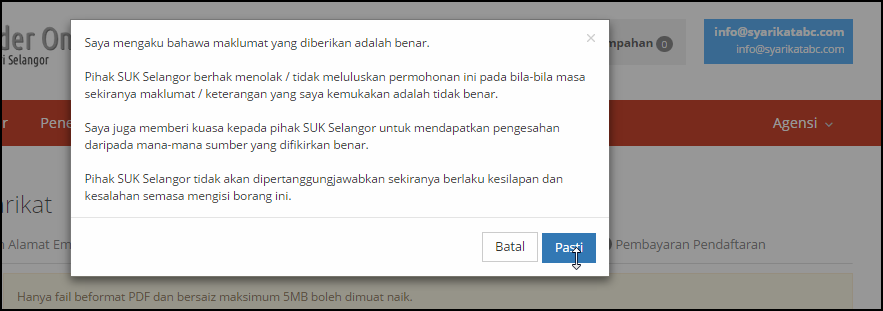 der On
i Selangor
Saya mengaku bahawa maklumat yang diberikan adalah benar.
×
mpahan 0
info@syarikatabc.com
info@syarikatabc.com
Pihak SUK Selangor berhak menolak / tidak meluluskan permohonan ini pada bila-bila masa
sekiranya maklumat / keterangan yang saya kemukakan adalah tidak benar.
Saya juga memberi kuasa kepada pihak SUK Selangor untuk mendapatkan pengesahan
daripada mana-mana sumber yang difikirkan benar.
Pene
Agensi
Pihak SUK Selangor tidak akan dipertanggungjawabkan sekiranya berlaku kesilapan dan
kesalahan semasa mengisi borang ini.
arikat
Batal
Pasti
n Alamat Em
Pembayaran Pendaftaran
Hanya fail beformat PDF dan bersaiz maksimum 5MB boleh dimuat naik.